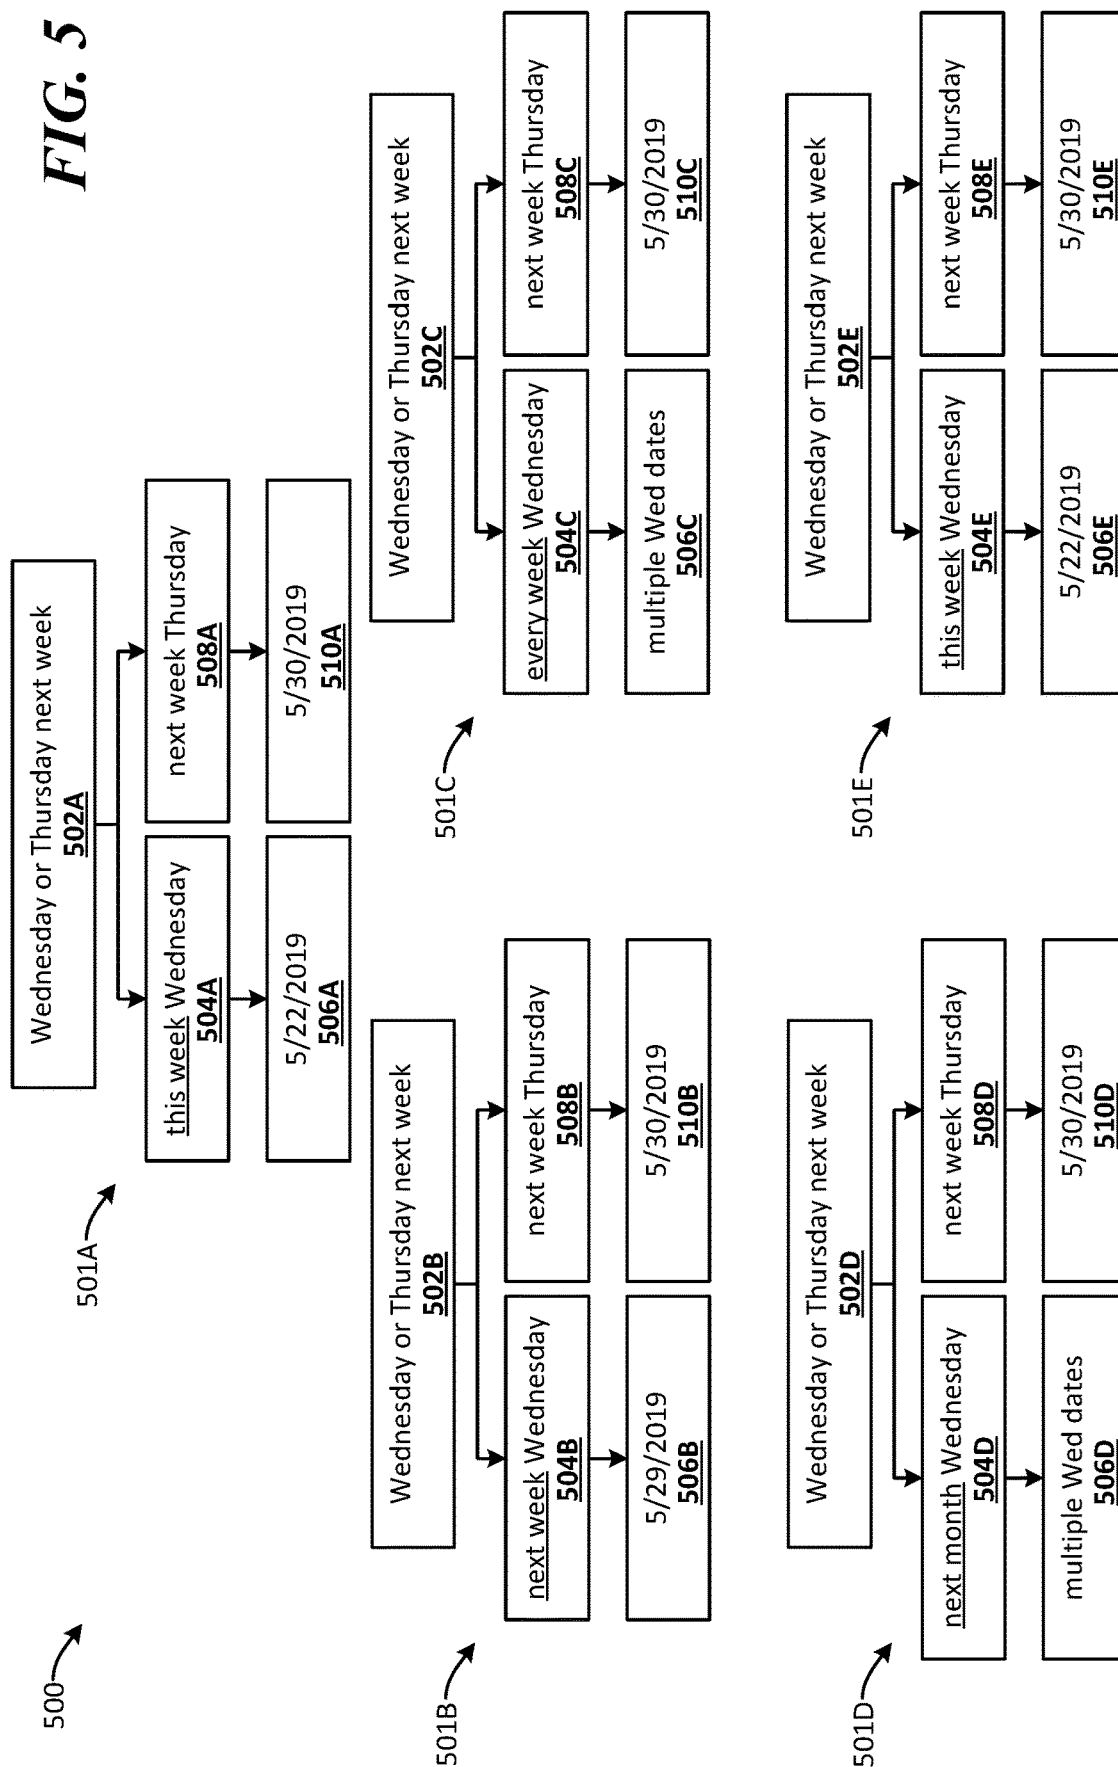 FIG. 5
500
501A
Wednesday or Thursday next week
502A
this week Wednesday
504A
next week Thursday
508A
5/22/2019
506A
5/30/2019
510A
501B
Wednesday or Thursday next week
502B
next week Wednesday
504B
next week Thursday
508B
5/29/2019
506B
5/30/2019
510B
501C
Wednesday or Thursday next week
502C
every week Wednesday
504C
next week Thursday
508C
multiple Wed dates
506C
5/30/2019
510C
501D
Wednesday or Thursday next week
502D
next month Wednesday
504D
next week Thursday
508D
multiple Wed dates
506D
5/30/2019
510D
501E
Wednesday or Thursday next week
502E
this week Wednesday
504E
next week Thursday
508E
5/22/2019
506E
5/30/2019
510E